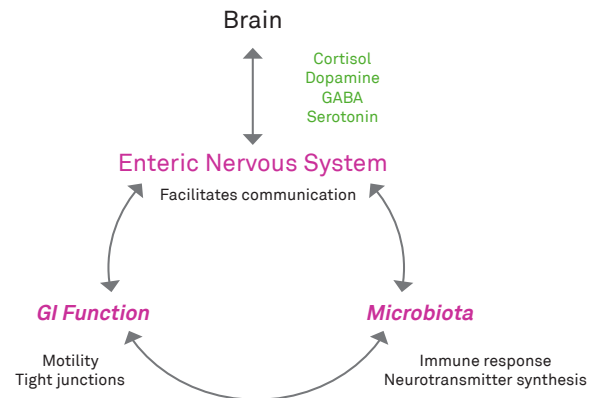 Brain
Cortisol
Dopamine
GABA
Serotonin
Enteric Nervous System
Facilitates communication
GI Function
Motility
Tight junctions
Microbiota
Immune response
Neurotransmitter synthesis